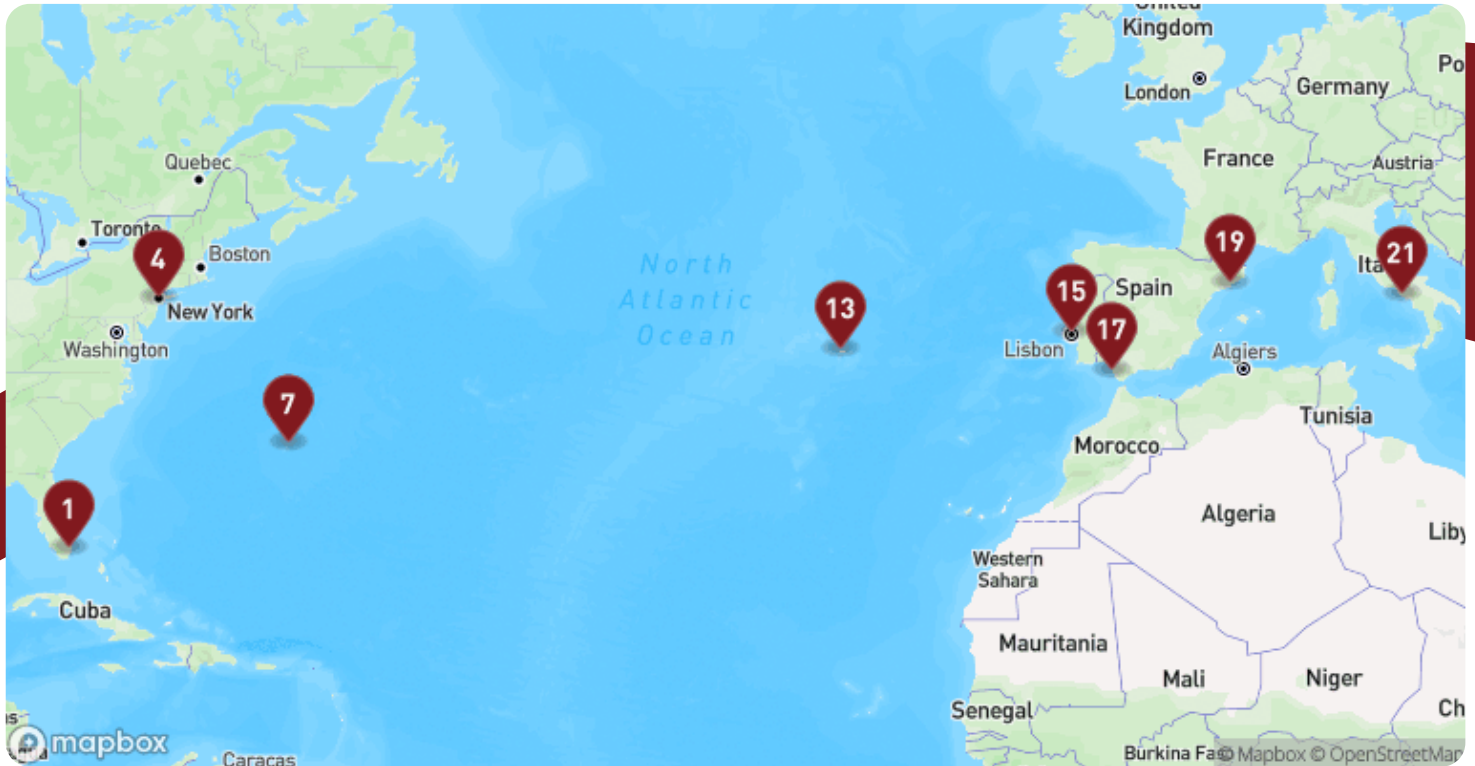 United
Kingdom
London
Germany
Po
France
Austria
Quebec
Toronto
Boston
4
New York
Washington
North
Atlantic
Ocean
13
15
Spain
17
19
Ita
21
Lisbon
Algiers
7
Tunisia
Morocco
1
Algeria
Liby
Western
Sahara
Cuba
Mauritania
Mali
Niger
Senegal
Ch
mapbox
Caracas
Burkina Fas
© Mapbox © OpenStreetMap